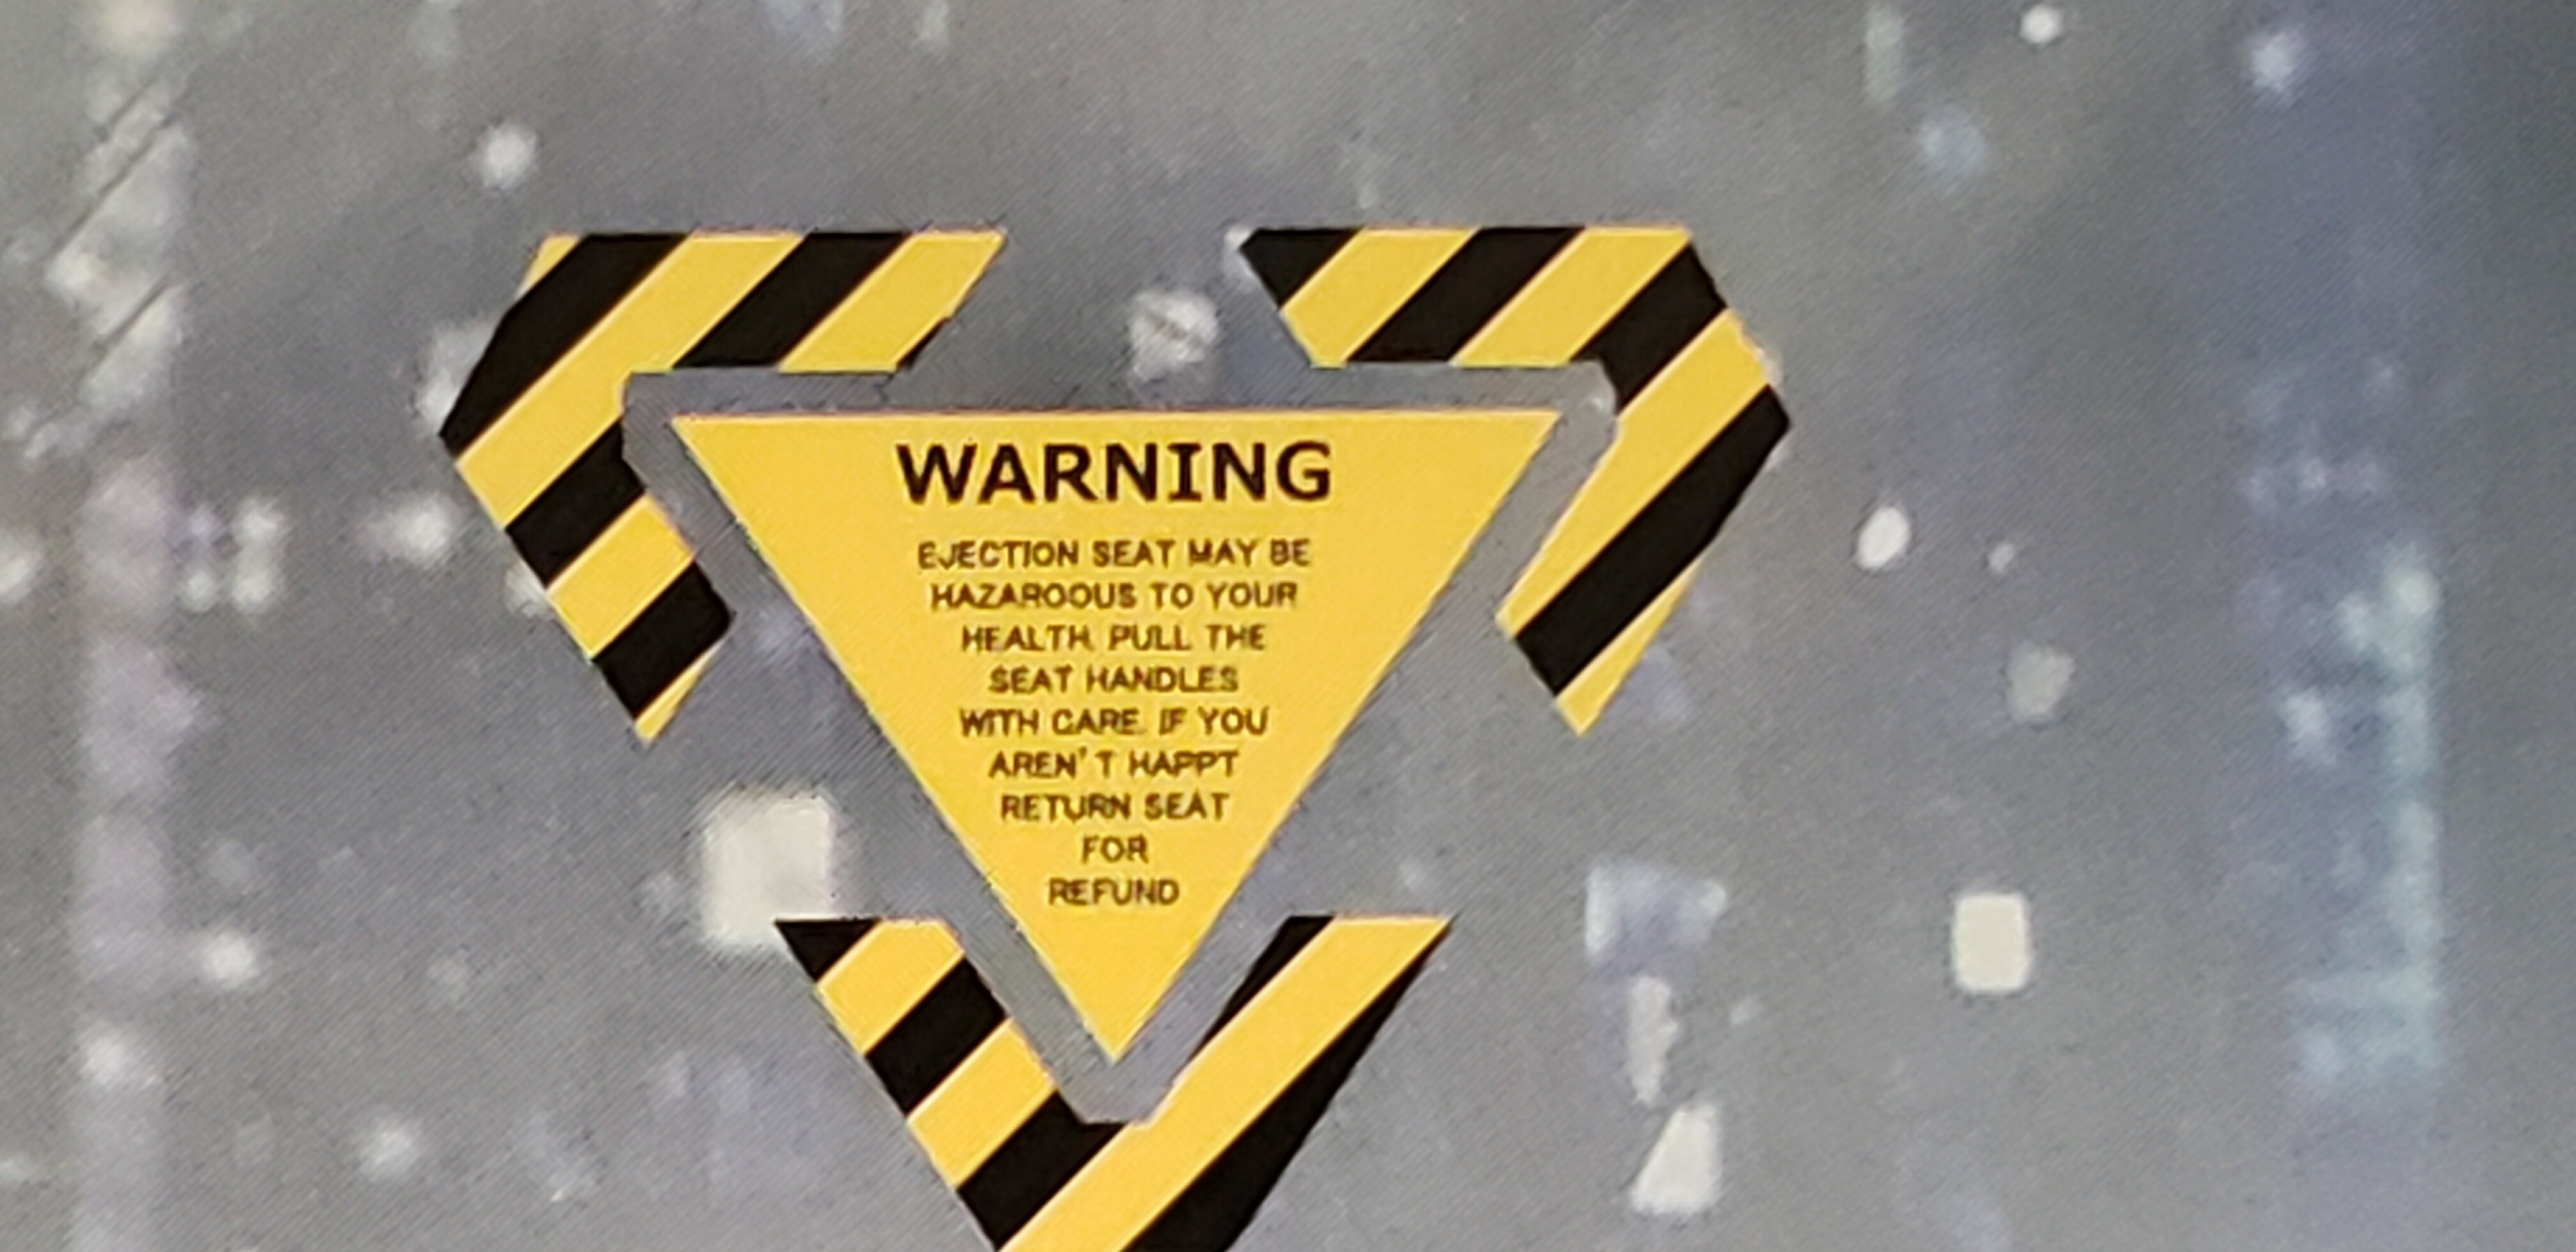 WARNING
EJECTION SEAT MAY BE
HAZAROOUS TO YOUR
HEALTH. PULL THE
SEAT HANDLES
WITH CARE. IF YOU
AREN'T HAPPT
RETURN SEAT
FOR
REFUND